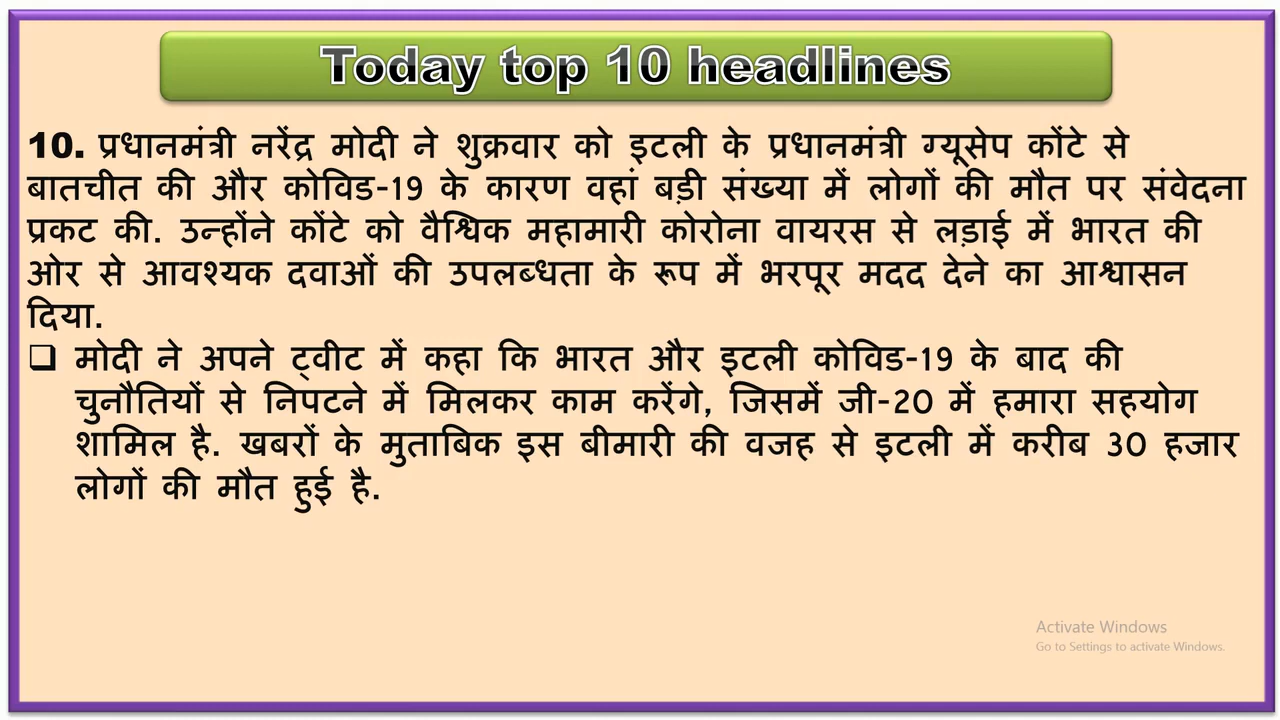 Today top 10 headlines
10. प्रधानमंत्री नरेंद्र मोदी ने शुक्रवार को इटली के प्रधानमंत्री ग्यूसेप कोंटे से
बातचीत की और कोविड-19 के कारण वहां बड़ी संख्या में लोगों की मौत पर संवेदना
प्रकट की. उन्होंने कोंटे को वैश्विक महामारी कोरोना वायरस से लड़ाई में भारत की
ओर से आवश्यक दवाओं की उपलब्धता के रूप में भरपूर मदद देने का आश्वासन
दिया.
❑ मोदी ने अपने ट्वीट में कहा कि भारत और इटली कोविड-19 के बाद की
चुनौतियों से निपटने में मिलकर काम करेंगे, जिसमें जी-20 में हमारा सहयोग
शामिल है. खबरों के मुताबिक इस बीमारी की वजह से इटली में करीब 30 हजार
लोगों की मौत हुई है.
Activate Windows
Go to Settings to activate Windows.